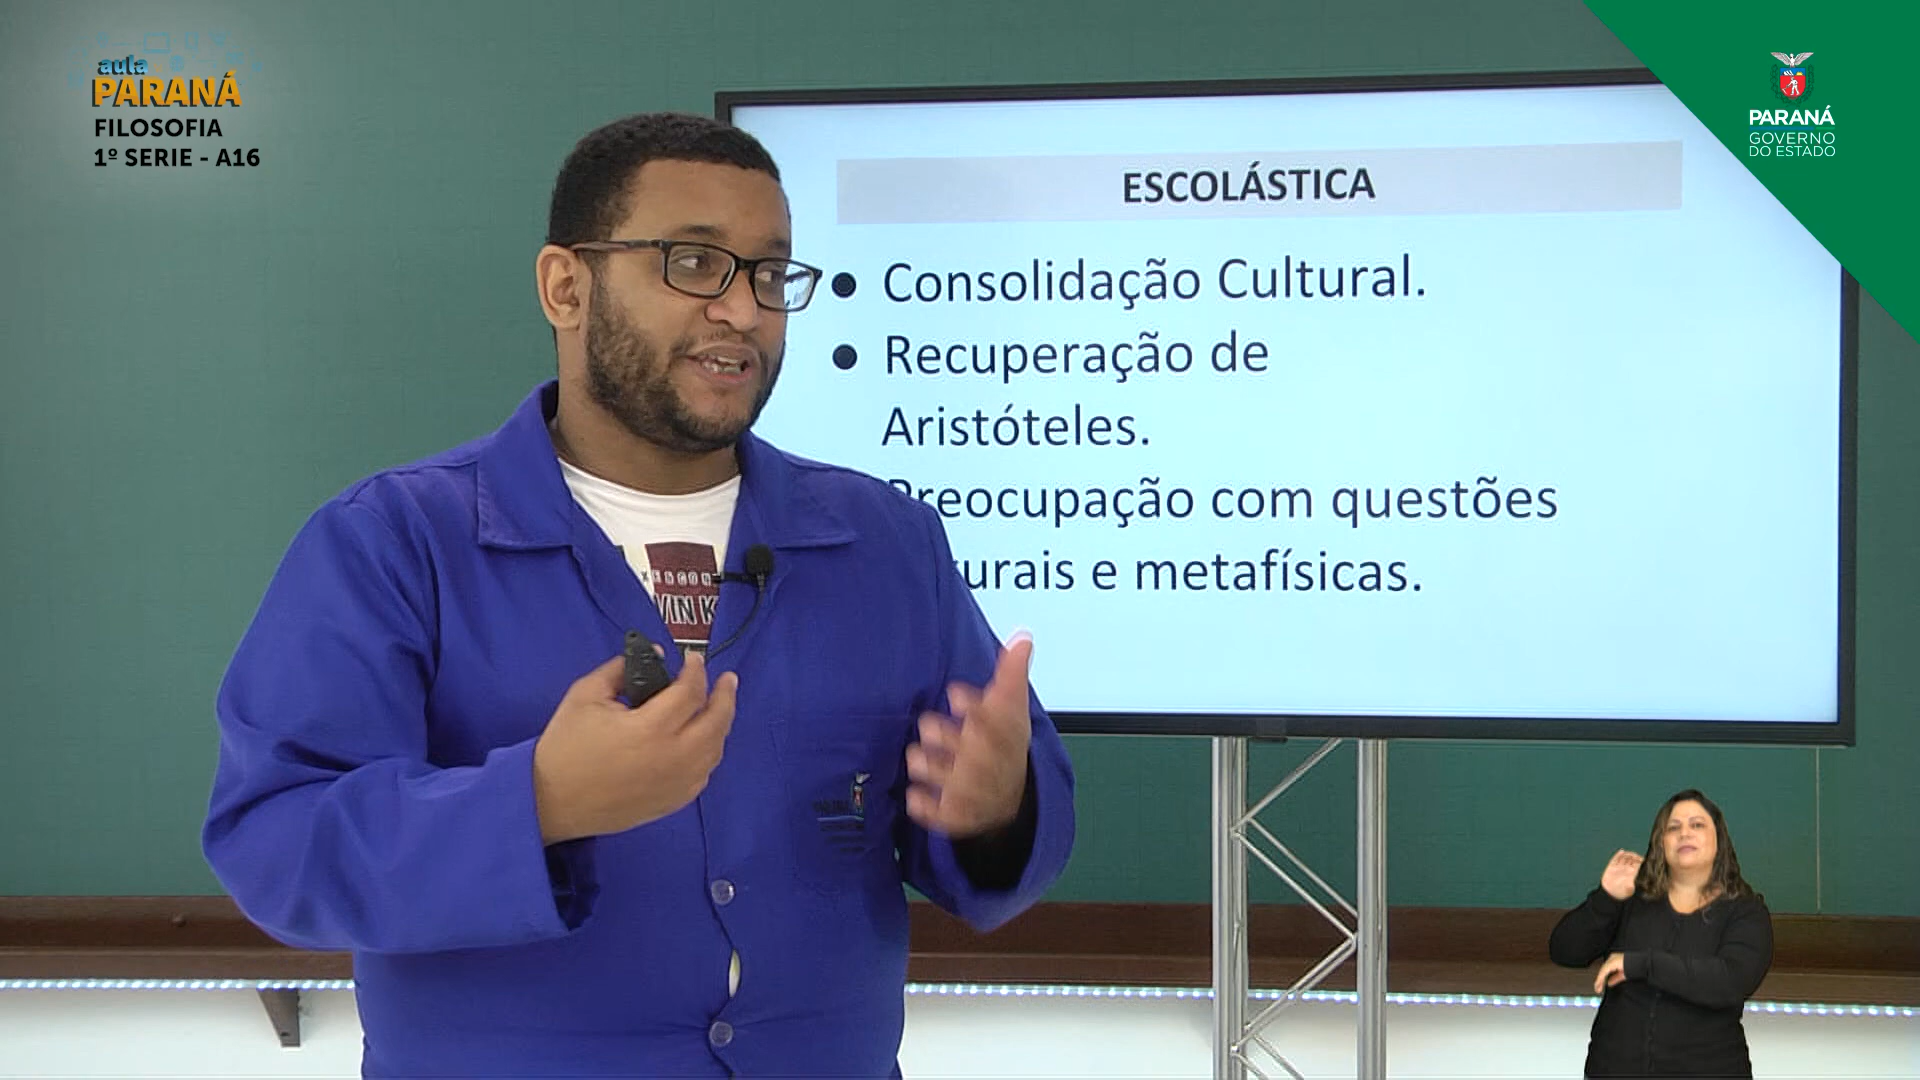 aula
PARANÁ
FILOSOFIA
1º SERIE - A16
PARANÁ
GOVERNO
DO ESTADO
ESCOLÁSTICA
● Consolidação Cultural.
● Recuperação de
Aristóteles.
Preocupação com questões
urais e metafísicas.